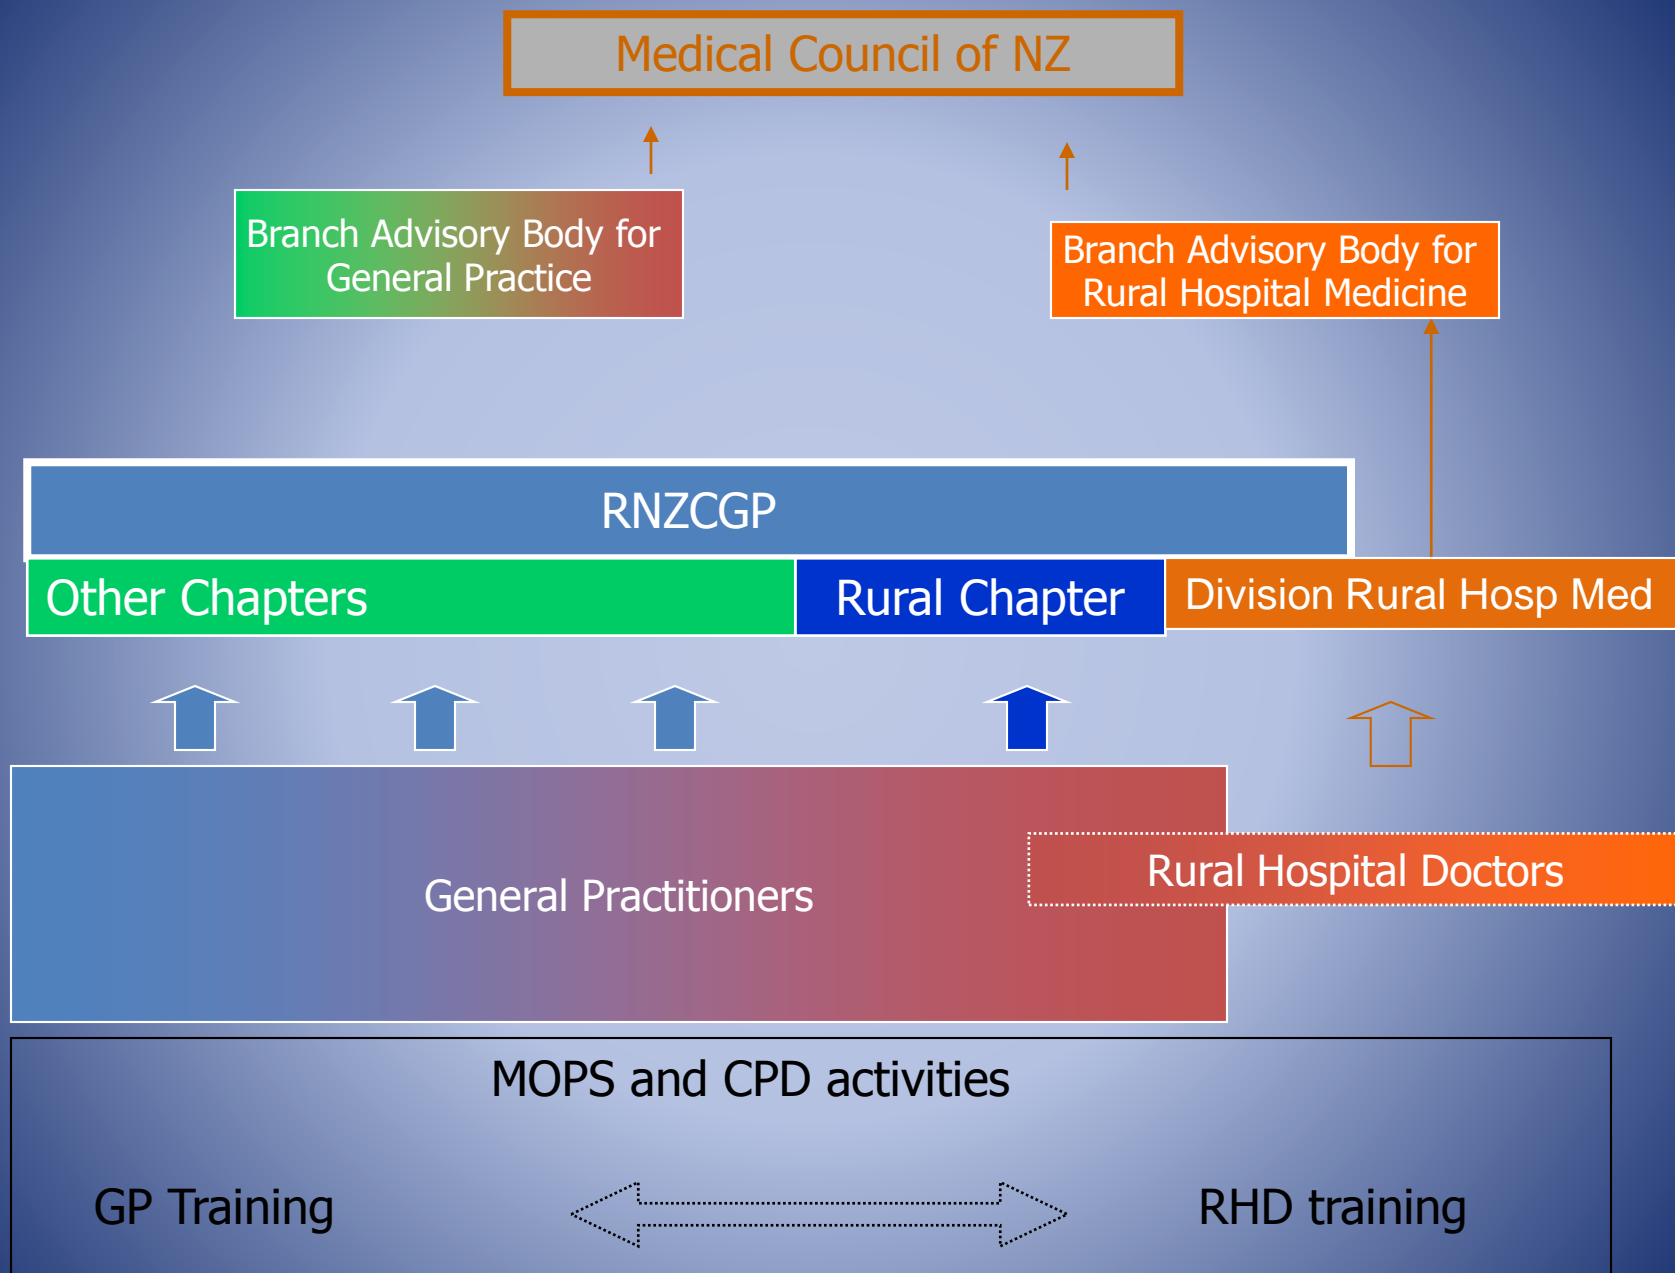 Medical Council of NZ
Branch Advisory Body for
General Practice
Branch Advisory Body for
Rural Hospital Medicine
RNZCGP
Other Chapters
Rural Chapter
Division Rural Hosp Med
General Practitioners
Rural Hospital Doctors
MOPS and CPD activities
GP Training
RHD training